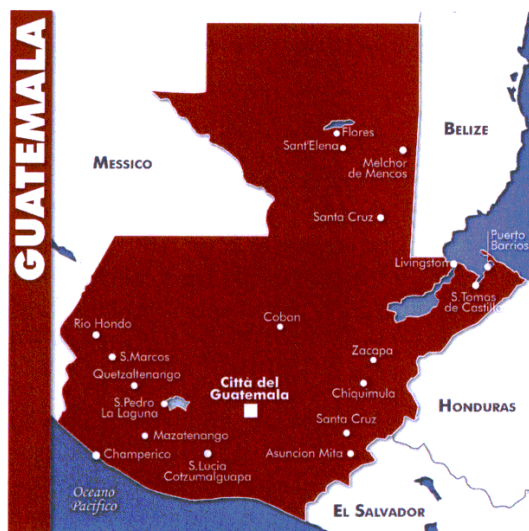 GUATEMALA
MESSICO
BELIZE
Flores
Sant'Elena
Melchor
de Mencos
Santa Cruz
Puerto
Barrios
Livingston
S. Tomas
de Castilla
Coban
Rio Hondo
S.Marcos
Quetzaltenango
Zacapa
Città del
Guatemala
Chiquimula
S.Pedro
La Laguna
HONDURAS
Santa Cruz
Mazatenango
Champerico
S.Lucia
Cotzumalguapa
Asuncion Mita
Oceano
Pacifico
EL SALVADOR